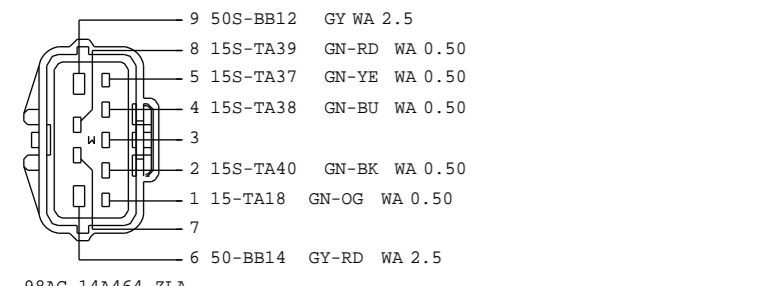 9 50S-BB12 GY WA 2.5
8 15S-TA39 GN-RD WA 0.50
5 15S-TA37 GN-YE WA 0.50
4 15S-TA38 GN-BU WA 0.50
3
2 15S-TA40 GN-BK WA 0.50
1 15-TA18 GN-OG WA 0.50
7
6 50-BB14 GY-RD WA 2.5
98AG 14A464 ZLA